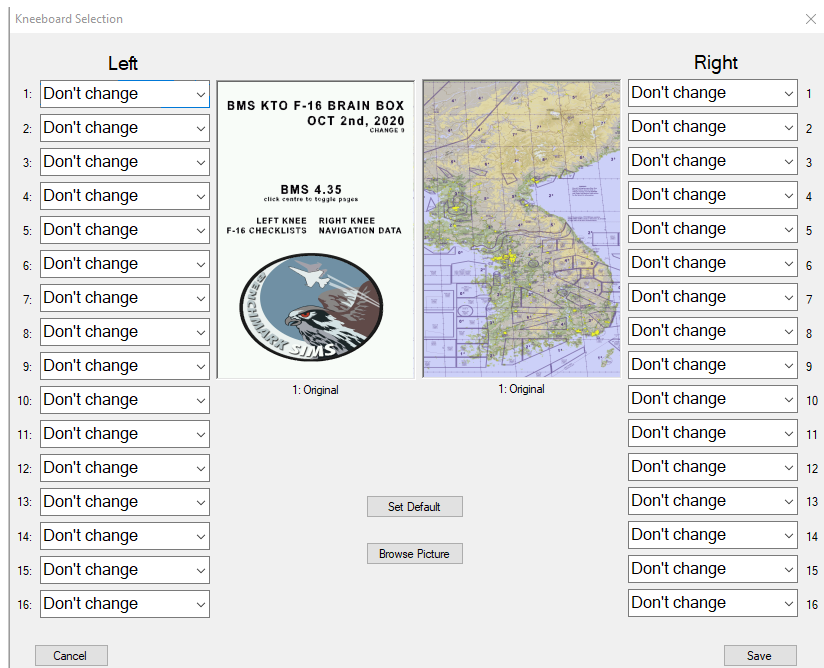 Kneeboard Selection
Left
Right
1: Don't change
2: Don't change
3: Don't change
4: Don't change
5: Don't change
6: Don't change
7: Don't change
8: Don't change
9: Don't change
10: Don't change
11: Don't change
12: Don't change
13: Don't change
14: Don't change
15: Don't change
16: Don't change
BMS KTO F-16 BRAIN BOX
OCT 2nd, 2020
CHANGE 0
BMS 4.35
click centre to toggle pages
LEFT KNEE RIGHT KNEE
F-16 CHECKLISTS NAVIGATION DATA
BENCHMARK SIMS
1: Original
1: Original
Set Default
Browse Picture
Don't change 1
Don't change 2
Don't change 3
Don't change 4
Don't change 5
Don't change 6
Don't change 7
Don't change 8
Don't change 9
Don't change 10
Don't change 11
Don't change 12
Don't change 13
Don't change 14
Don't change 15
Don't change 16
Cancel
Save